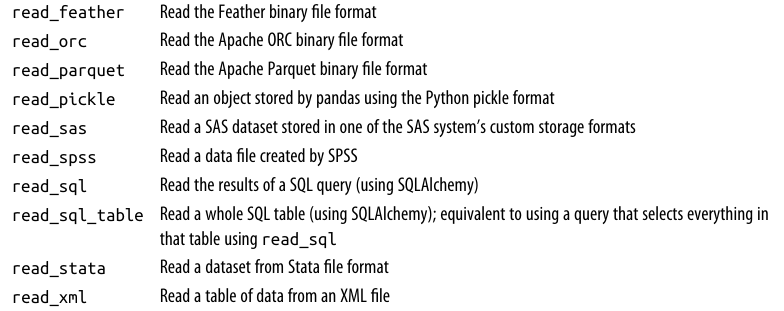 read_feather Read the Feather binary file format
read_orc Read the Apache ORC binary file format
read_parquet Read the Apache Parquet binary file format
read_pickle Read an object stored by pandas using the Python pickle format
read_sas Read a SAS dataset stored in one of the SAS system’s custom storage formats
read_spss Read a data file created by SPSS
read_sql Read the results of a SQL query (using SQLAlchemy)
read_sql_table Read a whole SQL table (using SQLAlchemy); equivalent to using a query that selects everything in
that table using read_sql
read_stata Read a dataset from Stata file format
read_xml Read a table of data from an XML file